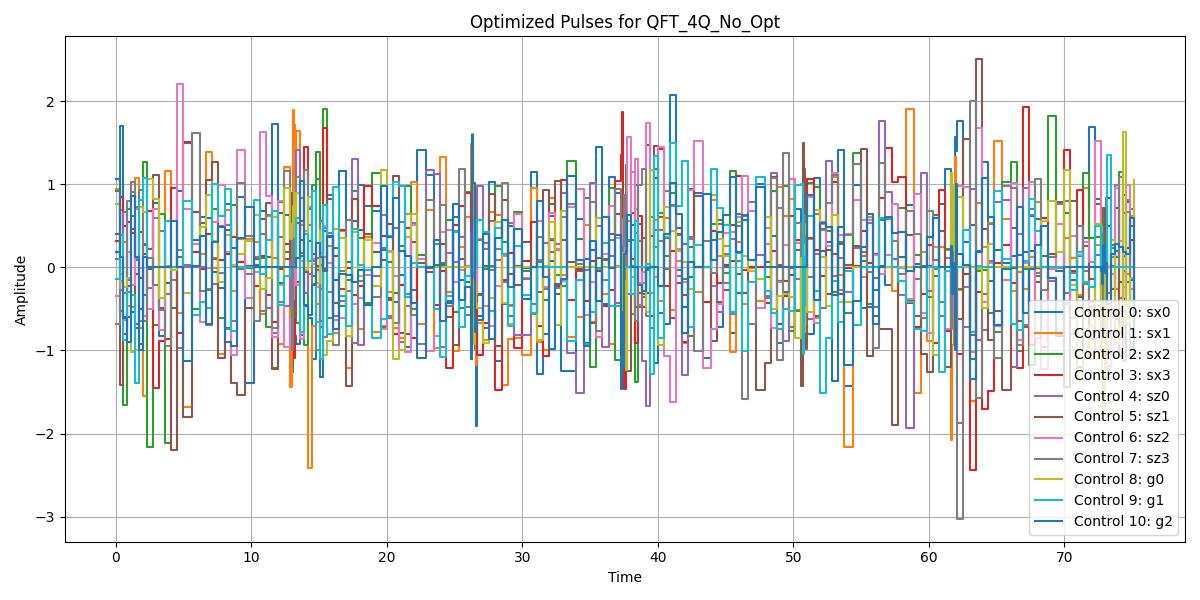 Optimized Pulses for QFT_4Q_No_Opt
Amplitude
2
1
0
−1
−2
−3
0 10 20 30 40 50 60 70
Time
Control 0: sx0
Control 1: sx1
Control 2: sx2
Control 3: sx3
Control 4: sz0
Control 5: sz1
Control 6: sz2
Control 7: sz3
Control 8: g0
Control 9: g1
Control 10: g2